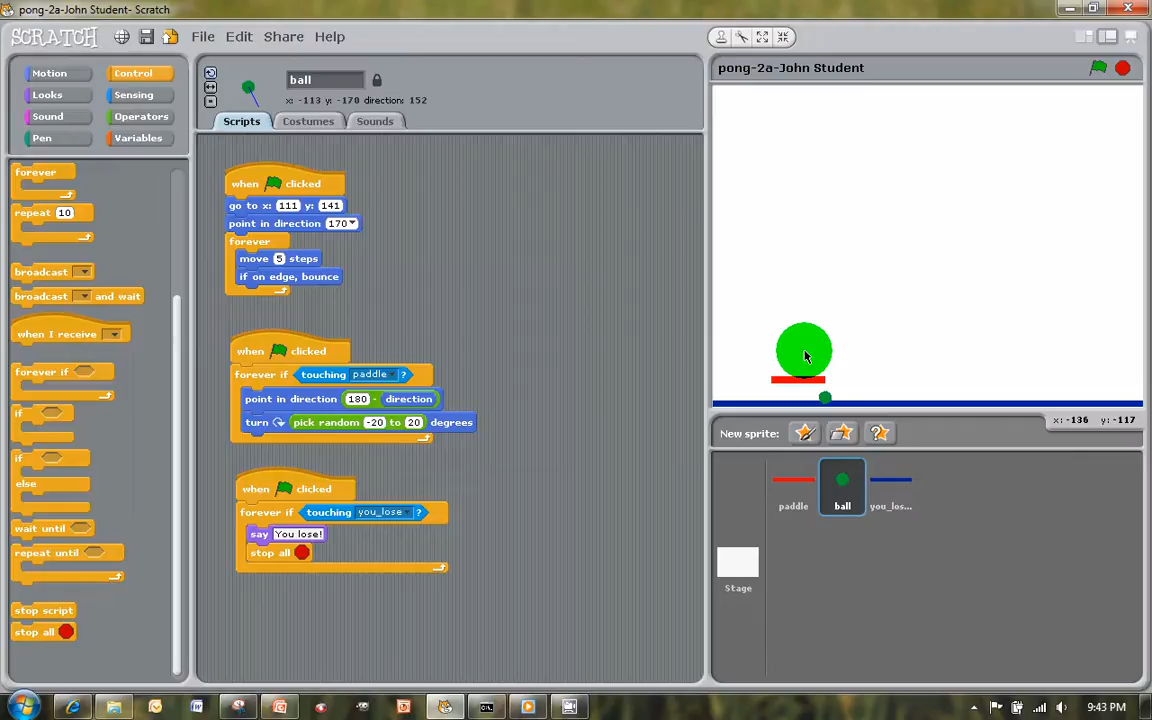 pong-2a-John Student- Scratch
SCRATCH File Edit Share Help
Motion Control
Looks Sensing
Sound Operators
Pen Variables
forever
repeat 10
broadcast
broadcast and wait
when I receive
forever if
if
if
else
wait until
repeat until
stop script
stop all
ball
x: -113 y: -170 direction: 152
Scripts Costumes Sounds
when clicked
go to x: 111 y: 141
point in direction 170
forever
move 5 steps
if on edge, bounce
when clicked
forever if touching paddle ?
point in direction 180 - direction
turn pick random -20 to 20 degrees
when clicked
forever if touching you_lose ?
say You lose!
stop all
pong-2a-John Student
x: -136 y: -117
New sprite:
paddle ball you_los...
Stage
9:43 PM